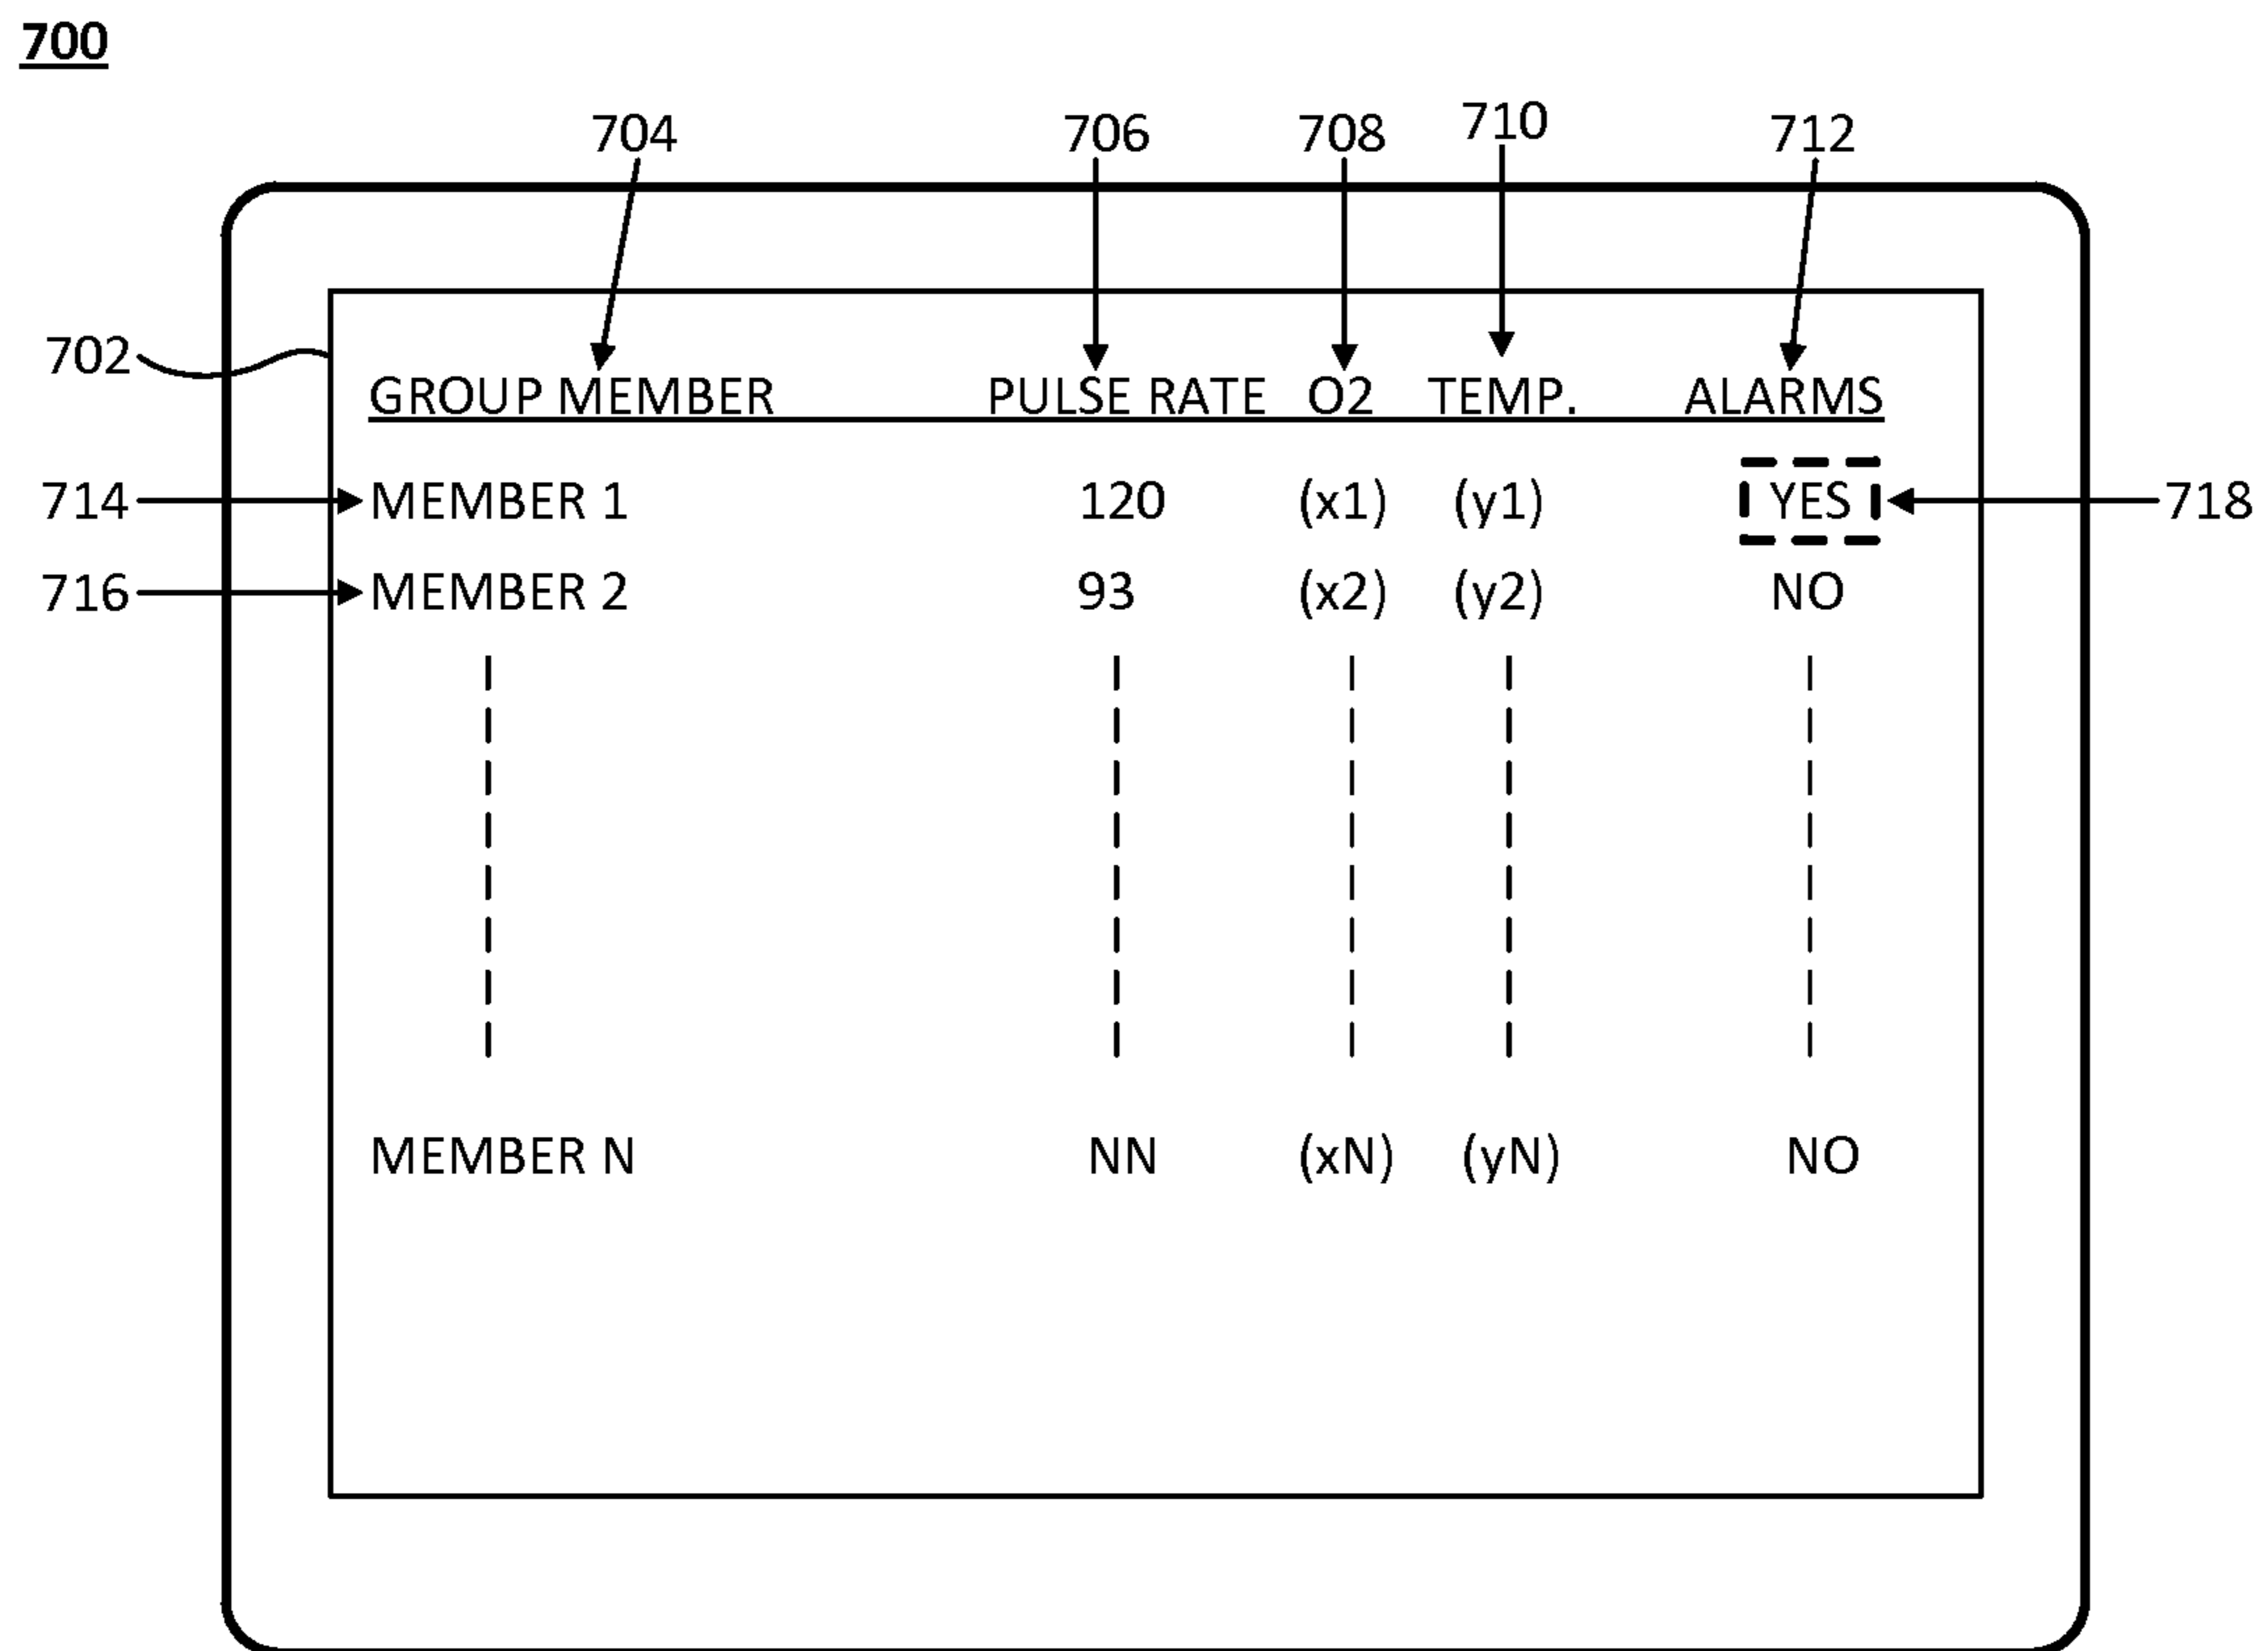 700
704 706 708 710 712
702
GROUP MEMBER PULSE RATE O2 TEMP. ALARMS
714 MEMBER 1 120 (x1) (y1) YES 718
716 MEMBER 2 93 (x2) (y2) NO
MEMBER N NN (xN) (yN) NO